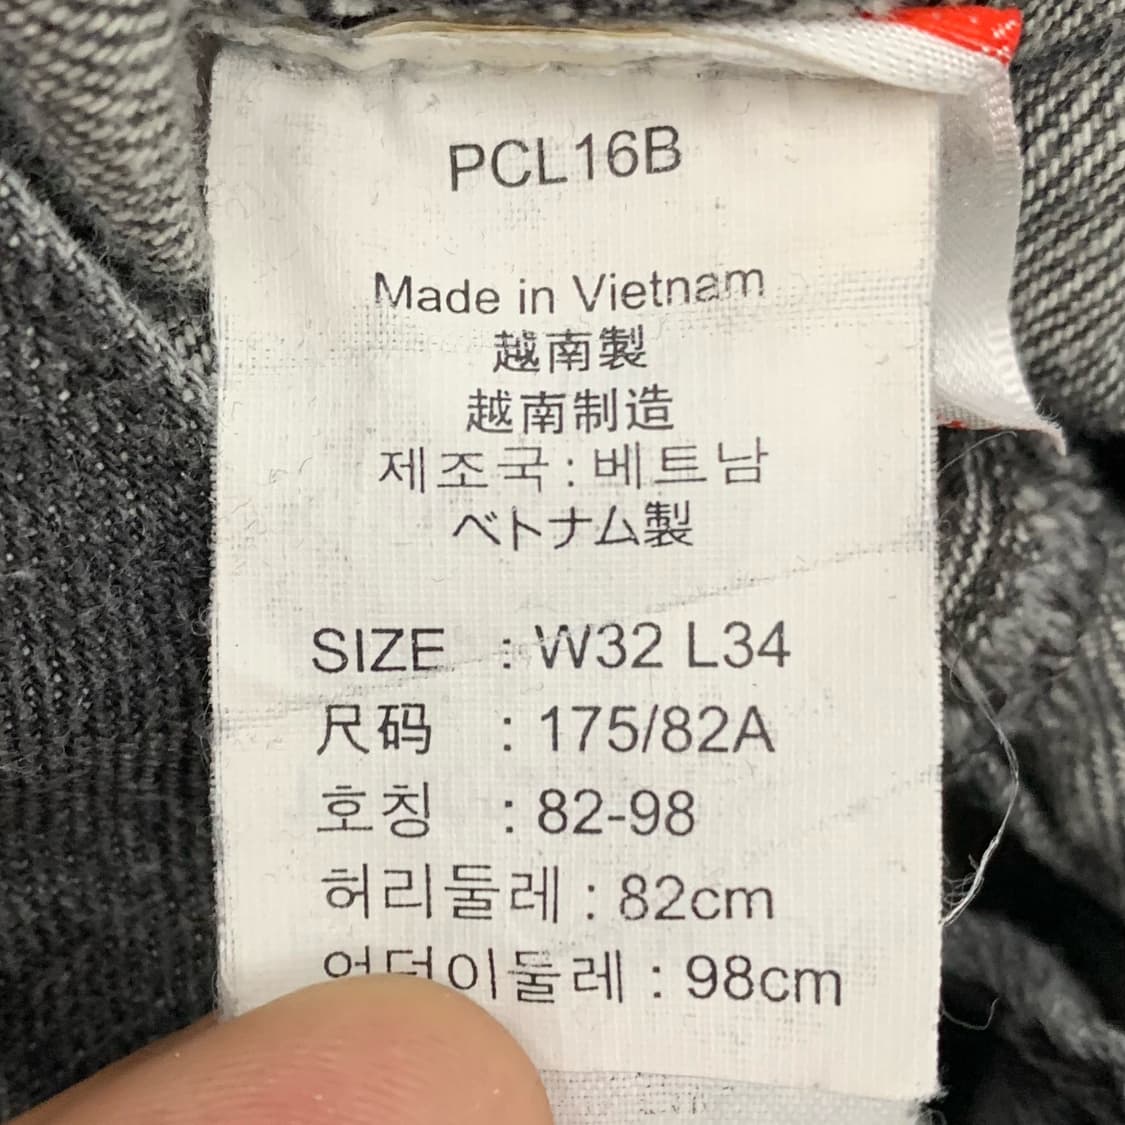 PCL16B
Made in Vietnam
越南製
越南制造
제조국 : 베트남
ベトナム製
SIZE : W32 L34
尺码 : 175/82A
호칭 : 82-98
허리둘레 : 82cm
엉덩이둘레 : 98cm